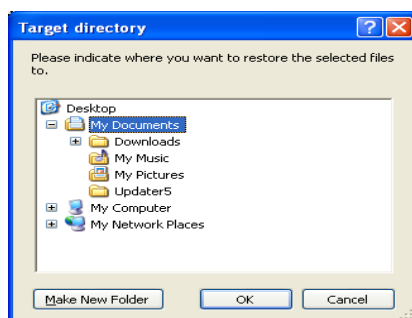 Target directory
Please indicate where you want to restore the selected files
to.
Desktop
My Documents
Downloads
My Music
My Pictures
Updater5
My Computer
My Network Places
Make New Folder
OK
Cancel